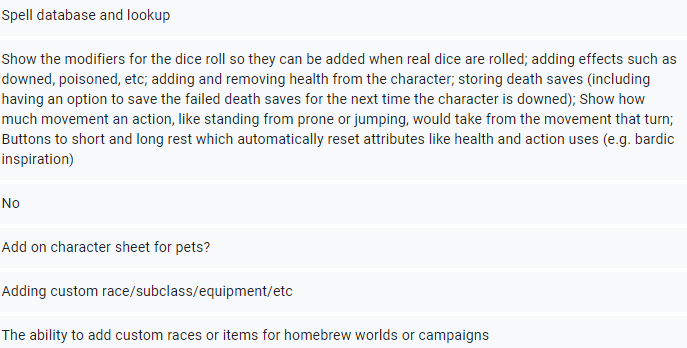 Spell database and lookup
Show the modifiers for the dice roll so they can be added when real dice are rolled; adding effects such as
downed, poisoned, etc; adding and removing health from the character; storing death saves (including
having an option to save the failed death saves for the next time the character is downed); Show how
much movement an action, like standing from prone or jumping, would take from the movement that turn;
Buttons to short and long rest which automatically reset attributes like health and action uses (e.g. bardic
inspiration)
No
Add on character sheet for pets?
Adding custom race/subclass/equipment/etc
The ability to add custom races or items for homebrew worlds or campaigns